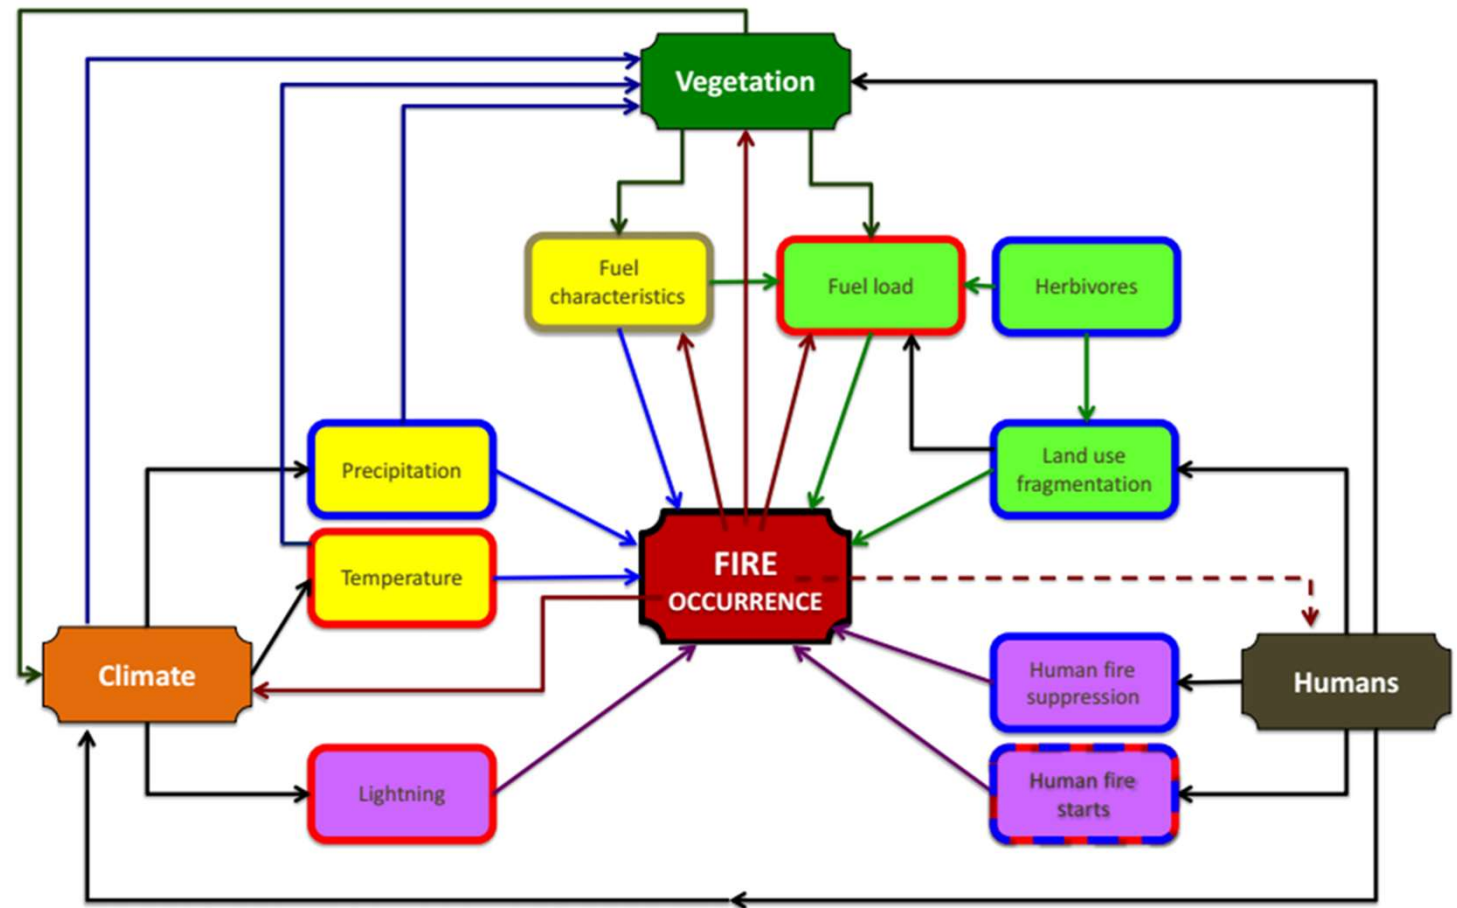 Vegetation
Fuel
characteristics
Fuel load
Herbivores
Precipitation
Land use
fragmentation
Temperature
FIRE
OCCURRENCE
Climate
Human fire
suppression
Humans
Lightning
Human fire
starts